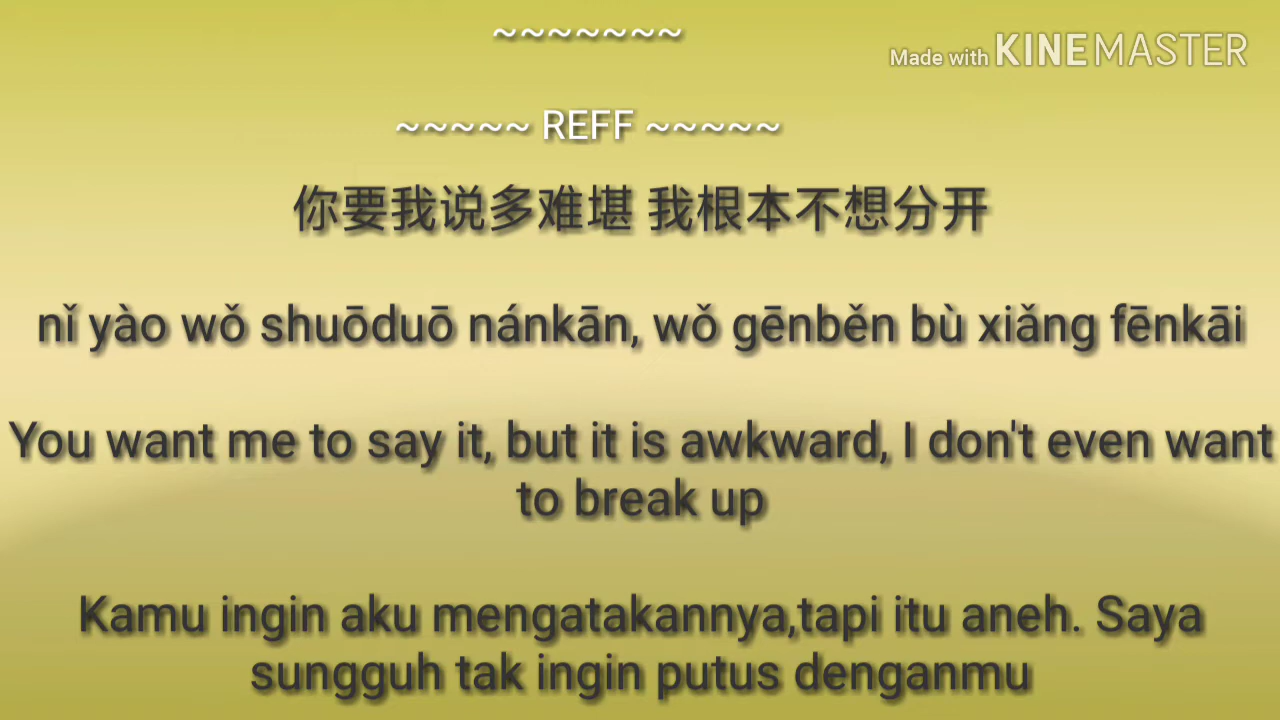 ~~~~~~~
Made with KINEMASTER
~~~~~ REFF ~~~~~
你要我说多难堪 我根本不想分开
nǐ yào wǒ shuōduō nánkān, wǒ gēnběn bù xiǎng fēnkāi
You want me to say it, but it is awkward, I don't even want
to break up
Kamu ingin aku mengatakannya,tapi itu aneh. Saya
sungguh tak ingin putus denganmu